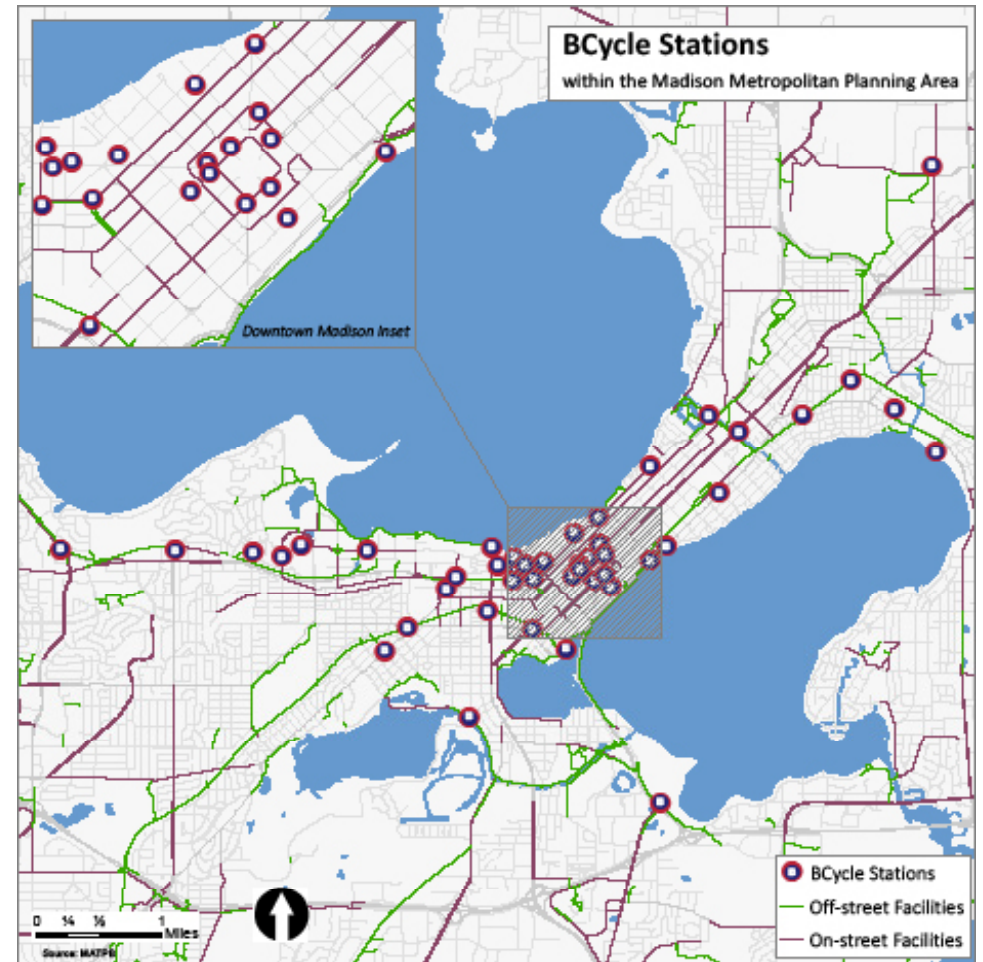 BCycle Stations
within the Madison Metropolitan Planning Area
Downtown Madison Inset
BCycle Stations
Off-street Facilities
On-street Facilities
0 1
Miles
Source: MATPB